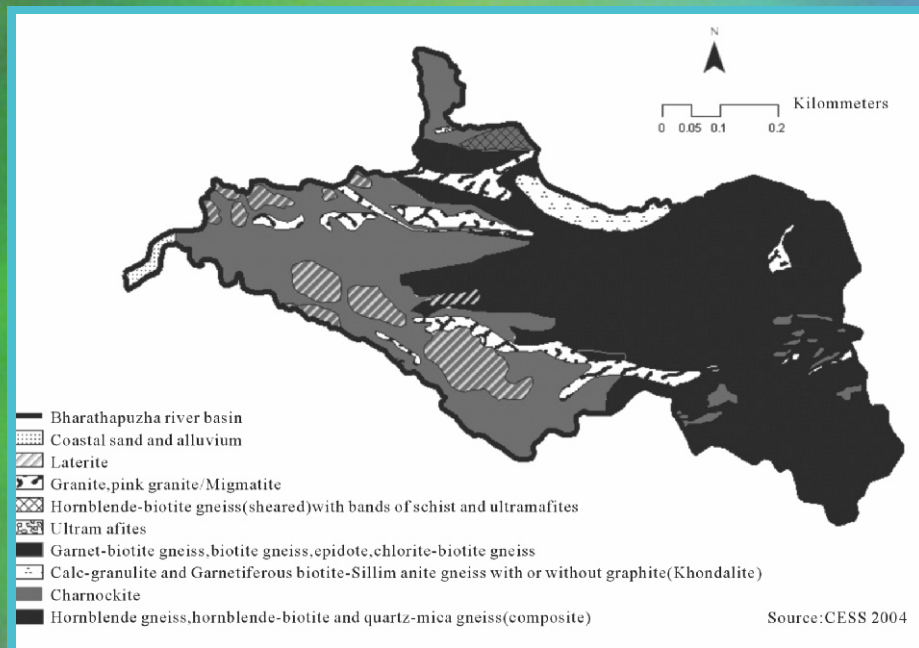 N
Kilommeters
0 0.05 0.1 0.2
Bharathapuzha river basin
Coastal sand and alluvium
Laterite
Granite,pink granite/Migmatite
Hornblende-biotite gneiss(sheared)with bands of schist and ultramafites
Ultram afites
Garnet-biotite gneiss,biotite gneiss,epidote,chlorite-biotite gneiss
Calc-granulite and Garnetiferous biotite-Sillim anite gneiss with or without graphite(Khondalite)
Charnockite
Hornblende gneiss,hornblende-biotite and quartz-mica gneiss(composite)
Source:CESS 2004